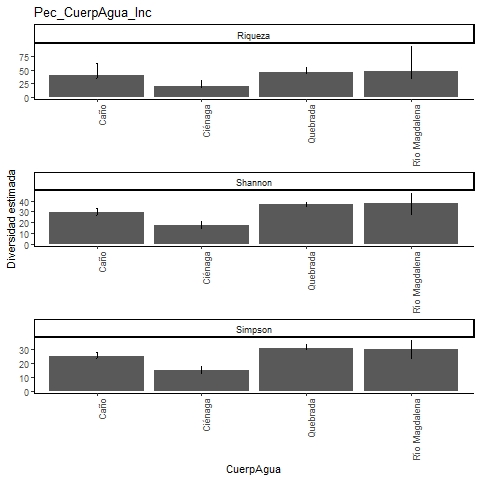 Pec_CuerpAgua_Inc
Riqueza
75
50
25
0
Caño
Ciénaga
Quebrada
Río Magdalena
Diversidad estimada
Shannon
40
30
20
10
0
Caño
Ciénaga
Quebrada
Río Magdalena
Simpson
30
20
10
0
Caño
Ciénaga
Quebrada
Río Magdalena
CuerpAgua